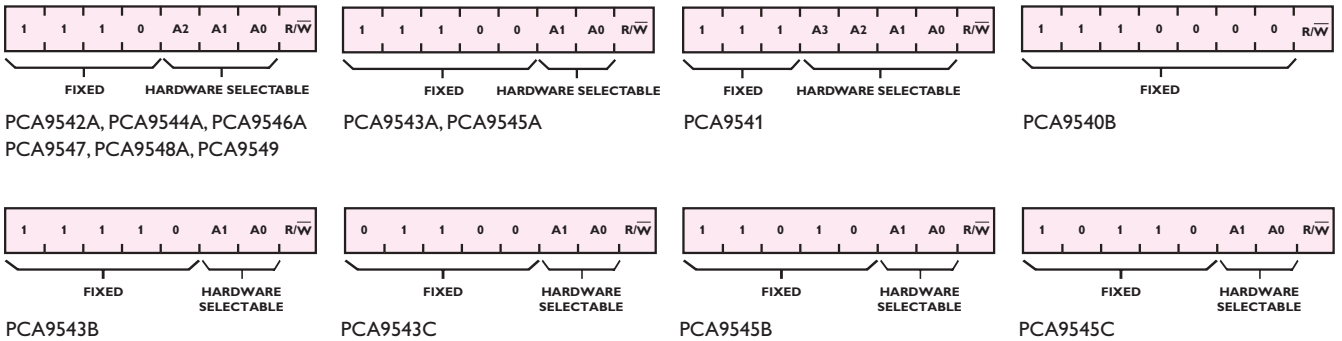 1 1 1 0 A2 A1 A0 R/W̅
FIXED HARDWARE SELECTABLE
PCA9542A, PCA9544A, PCA9546A
PCA9547, PCA9548A, PCA9549
1 1 1 0 0 A1 A0 R/W̅
FIXED HARDWARE SELECTABLE
PCA9543A, PCA9545A
1 1 1 A3 A2 A1 A0 R/W̅
FIXED HARDWARE SELECTABLE
PCA9541
1 1 1 0 0 0 0 R/W̅
FIXED
PCA9540B
1 1 1 1 0 A1 A0 R/W̅
FIXED HARDWARE
SELECTABLE
PCA9543B
0 1 1 0 0 A1 A0 R/W̅
FIXED HARDWARE
SELECTABLE
PCA9543C
1 1 0 1 0 A1 A0 R/W̅
FIXED HARDWARE
SELECTABLE
PCA9545B
1 0 1 1 0 A1 A0 R/W̅
FIXED HARDWARE
SELECTABLE
PCA9545C